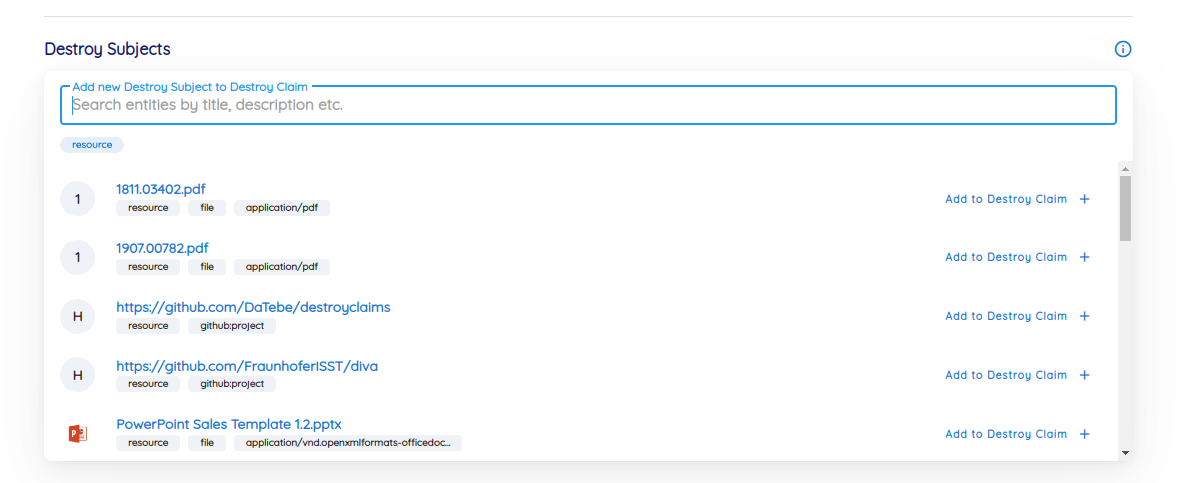 Destroy Subjects
Add new Destroy Subject to Destroy Claim
Search entities by title, description etc.
resource
1
1811.03402.pdf
resource file application/pdf
Add to Destroy Claim +
1
1907.00782.pdf
resource file application/pdf
Add to Destroy Claim +
H
https://github.com/DaTebe/destroyclaims
resource github:project
Add to Destroy Claim +
H
https://github.com/FraunhoferISST/diva
resource github:project
Add to Destroy Claim +
PowerPoint Sales Template 1.2.pptx
resource file application/vnd.openxmlformats-officedoc...
Add to Destroy Claim +